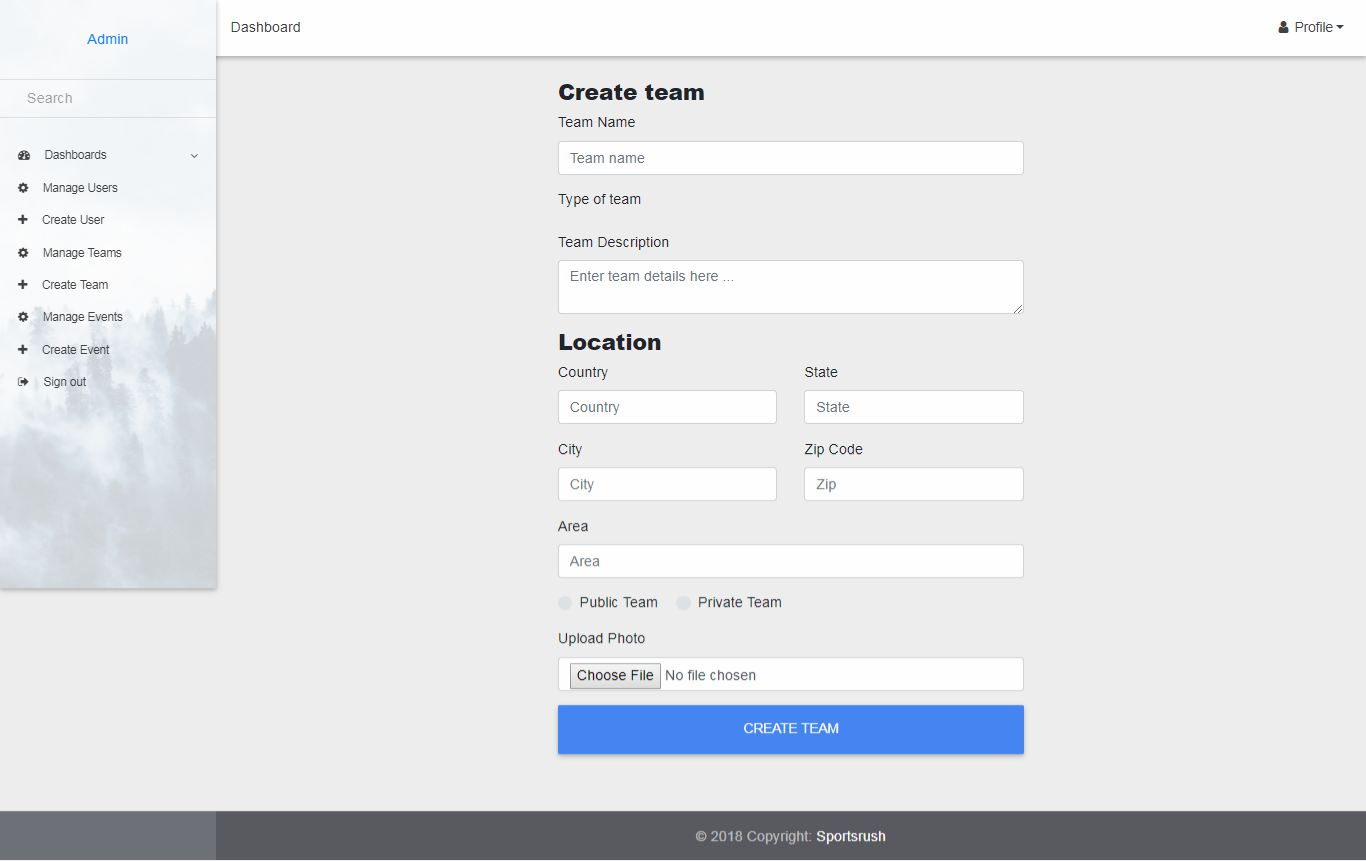 Admin
Search
Dashboards
Manage Users
Create User
Manage Teams
Create Team
Manage Events
Create Event
Sign out
Dashboard
Profile
Create team
Team Name
Team name
Type of team
Team Description
Enter team details here ...
Location
Country State
Country State
City Zip Code
City Zip
Area
Area
Public Team Private Team
Upload Photo
Choose File No file chosen
CREATE TEAM
© 2018 Copyright: Sportsrush